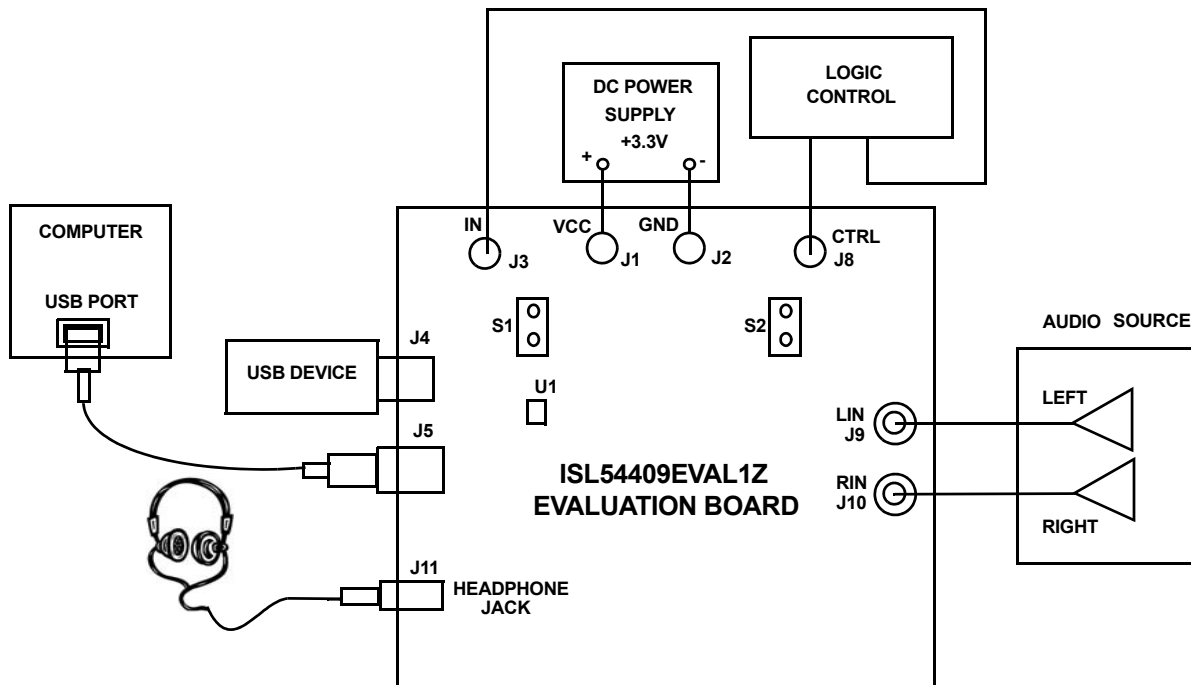 LOGIC
CONTROL
DC POWER
SUPPLY
+3.3V
+
-
COMPUTER
USB PORT
IN
J3
VCC
J1
GND
J2
CTRL
J8
S1
S2
AUDIO SOURCE
J4
USB DEVICE
U1
LEFT
LIN
J9
J5
ISL54409EVAL1Z
EVALUATION BOARD
RIN
J10
RIGHT
J11
HEADPHONE
JACK